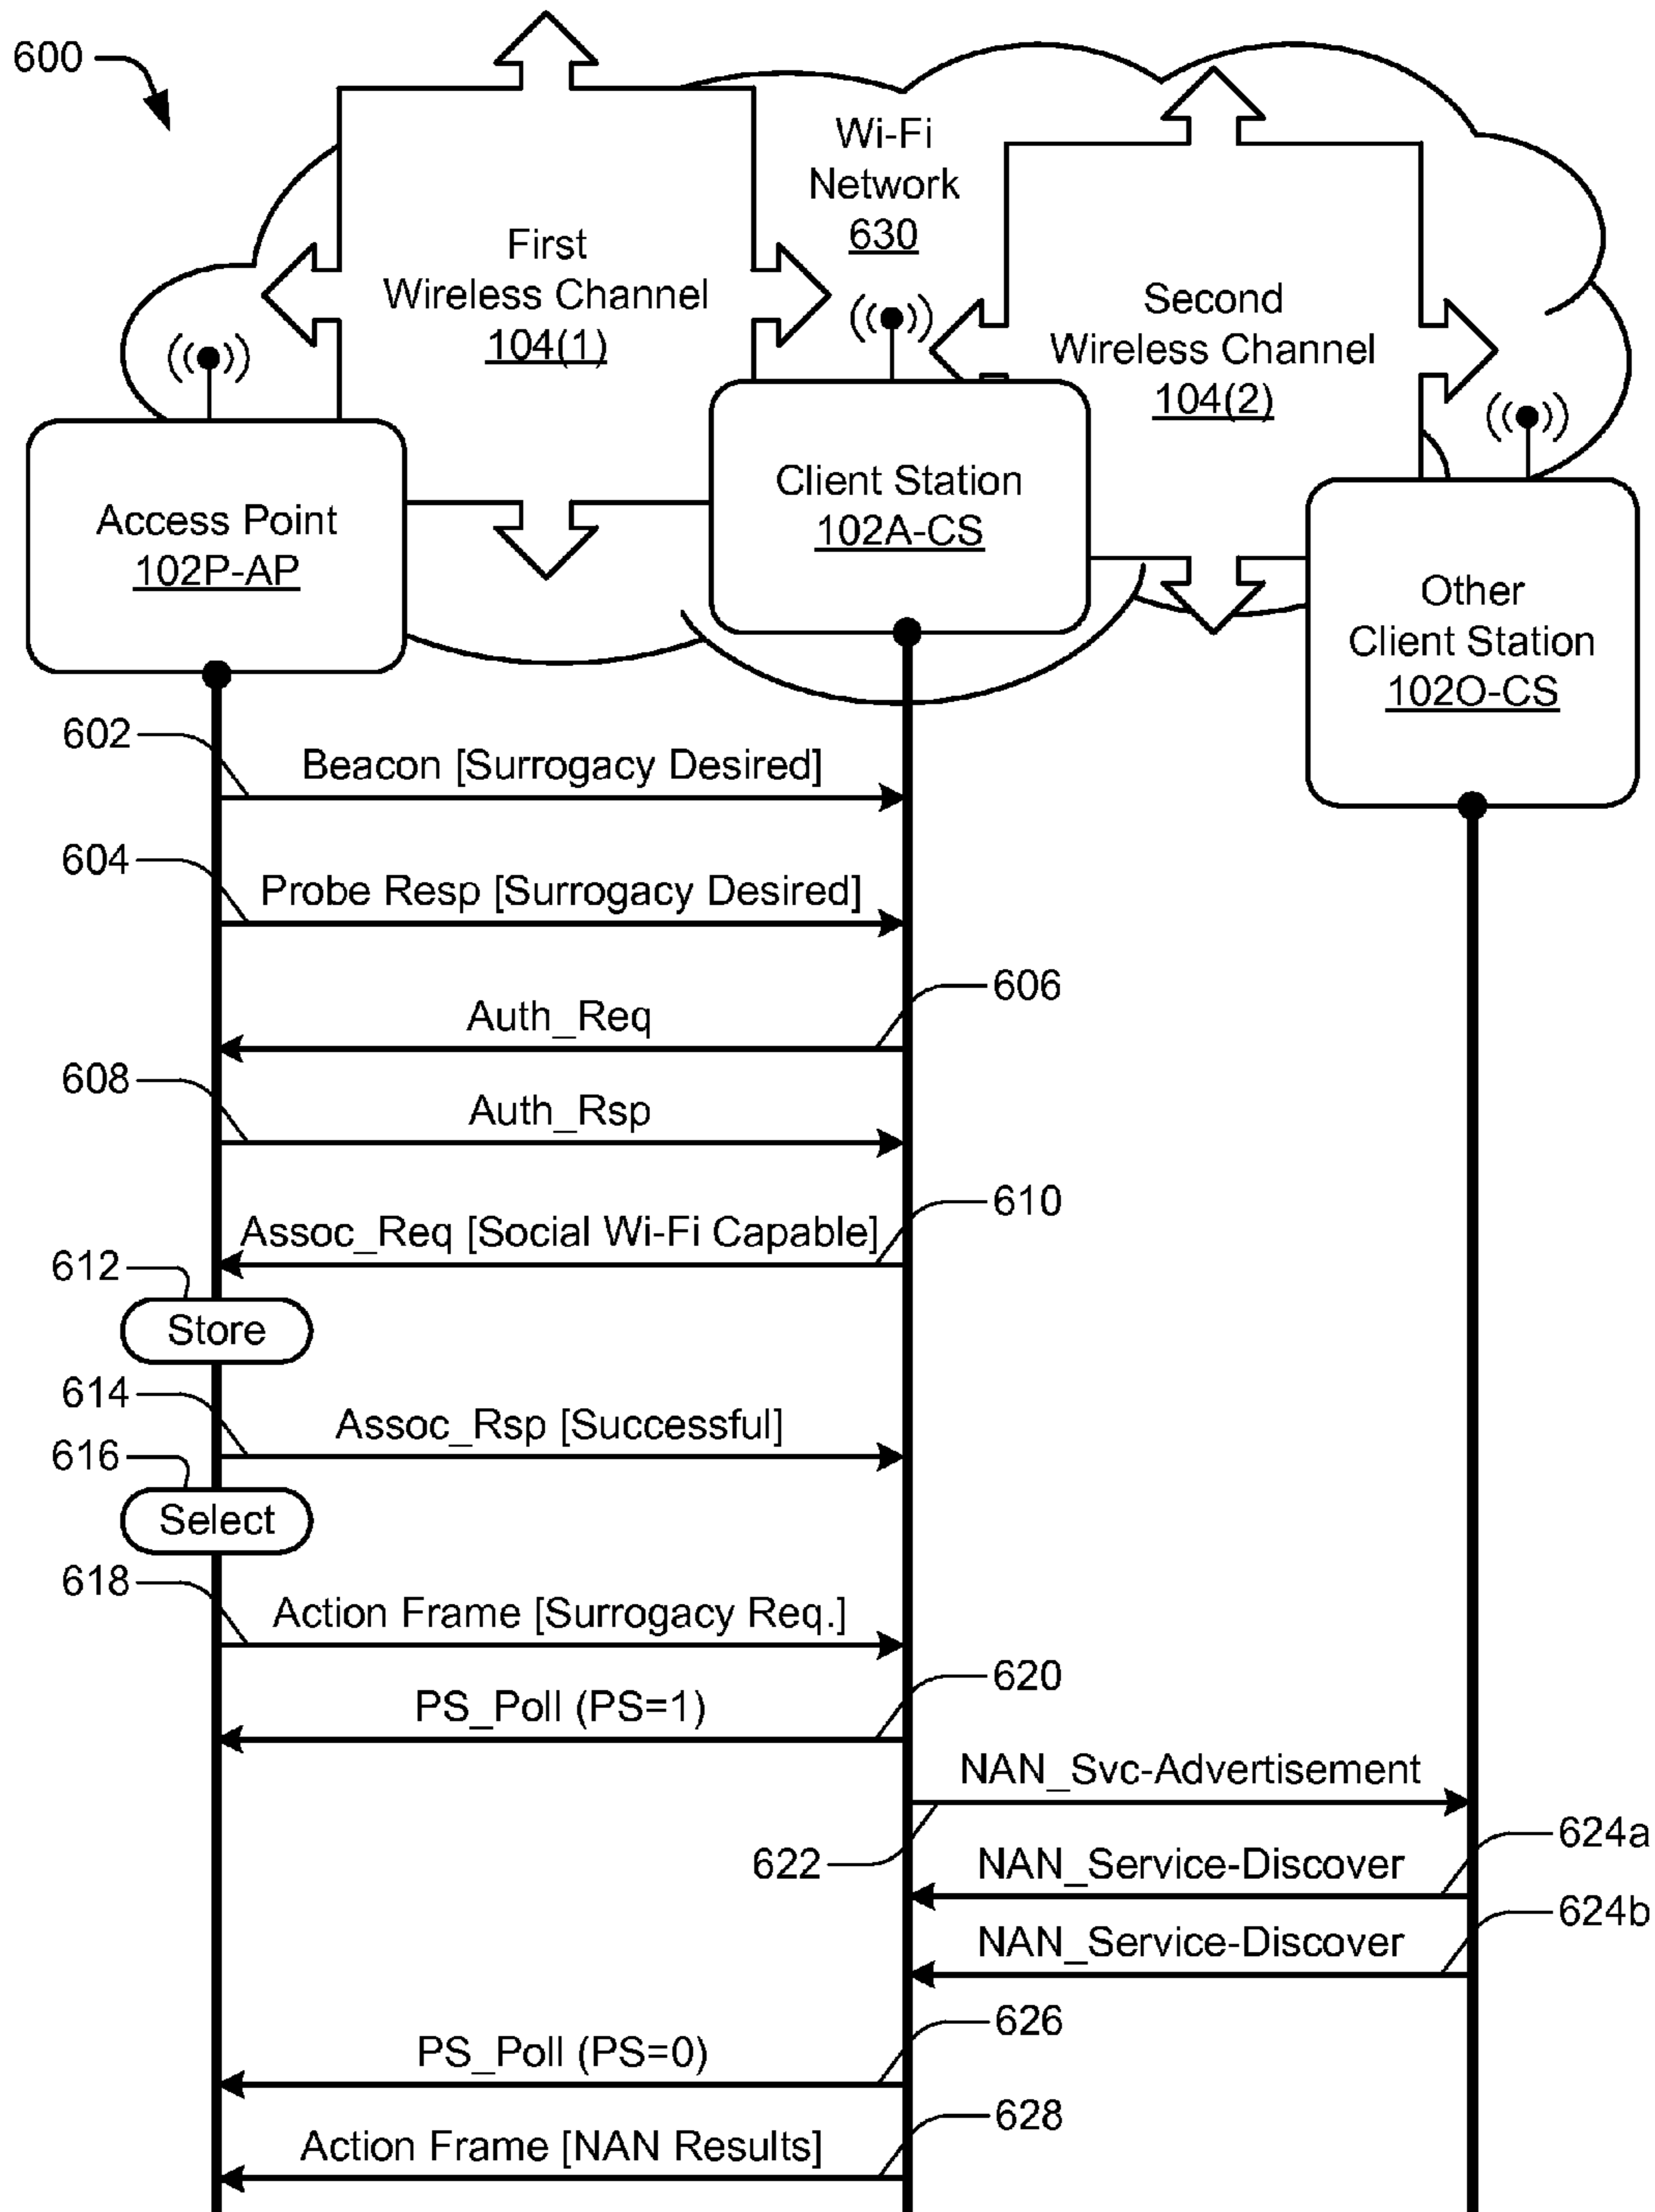 600
Wi-Fi
Network
630
First
Wireless Channel
104(1)
Second
Wireless Channel
104(2)
Access Point
102P-AP
Client Station
102A-CS
Other
Client Station
102O-CS
602
Beacon [Surrogacy Desired]
604
Probe Resp [Surrogacy Desired]
606
Auth_Req
608
Auth_Rsp
610
Assoc_Req [Social Wi-Fi Capable]
612
Store
614
Assoc_Rsp [Successful]
616
Select
618
Action Frame [Surrogacy Req.]
620
PS_Poll (PS=1)
NAN_Svc-Advertisement
622
624a
NAN_Service-Discover
624b
NAN_Service-Discover
626
PS_Poll (PS=0)
628
Action Frame [NAN Results]